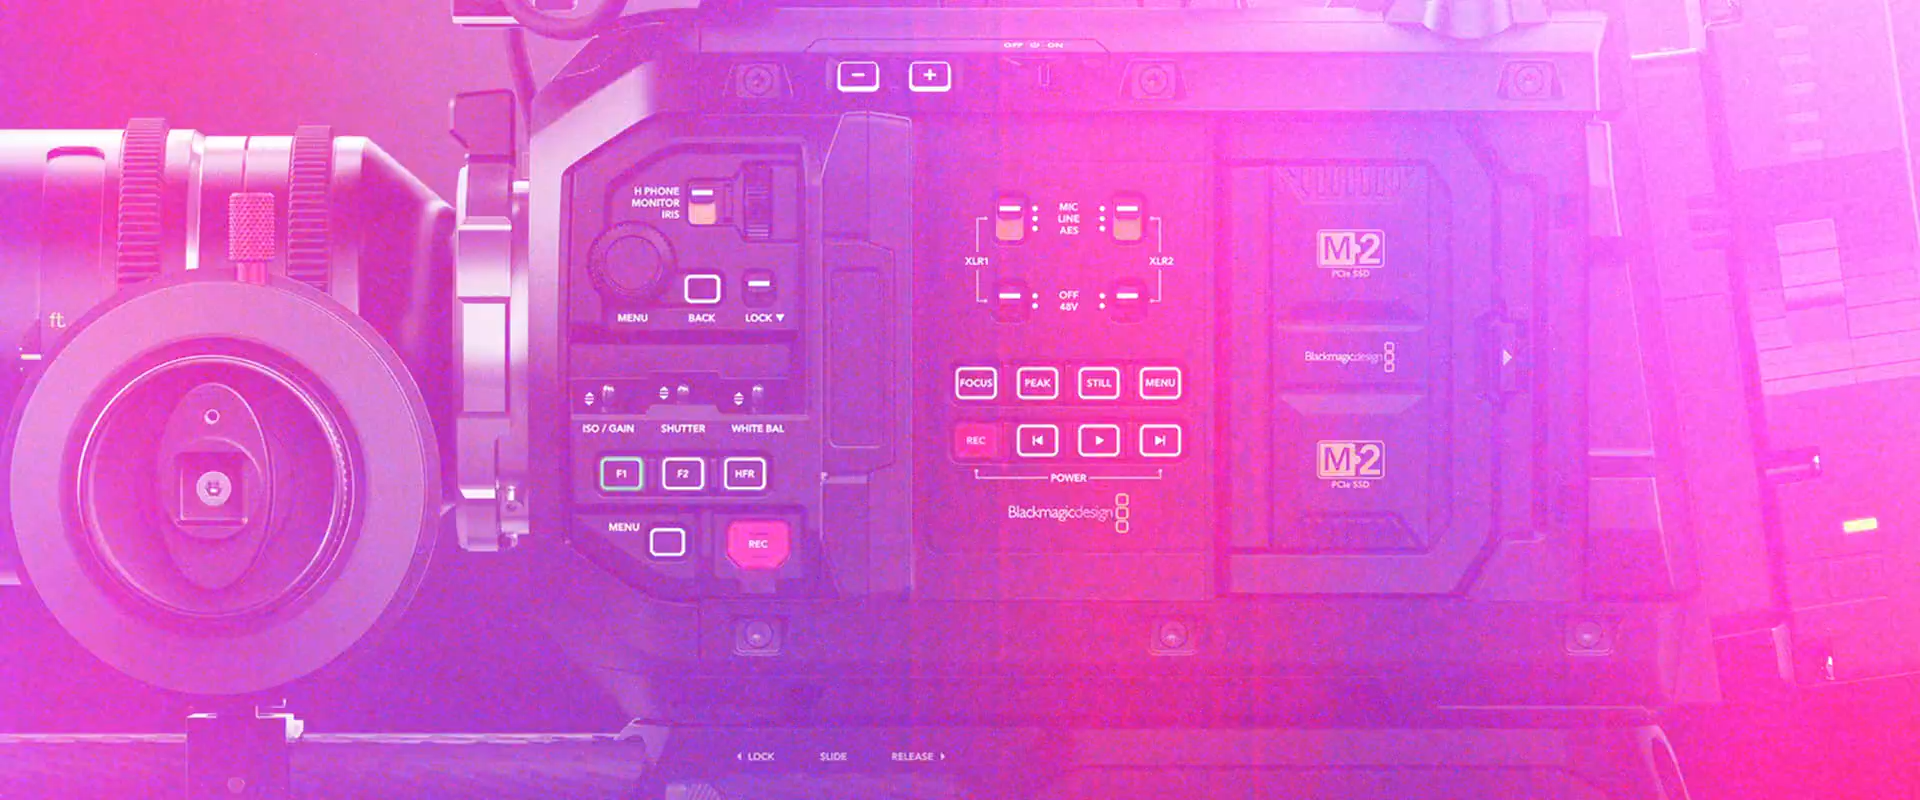 OFF ON
− +
H PHONE
MONITOR
IRIS
MENU BACK LOCK ▼
ISO / GAIN SHUTTER WHITE BAL
F1 F2 HFR
MENU REC
MIC
LINE
AES
XLR1 XLR2
OFF
48V
FOCUS PEAK STILL MENU
REC
POWER
Blackmagicdesign
M.2
PCIe SSD
Blackmagicdesign
M.2
PCIe SSD
ft.
LOCK SLIDE RELEASE